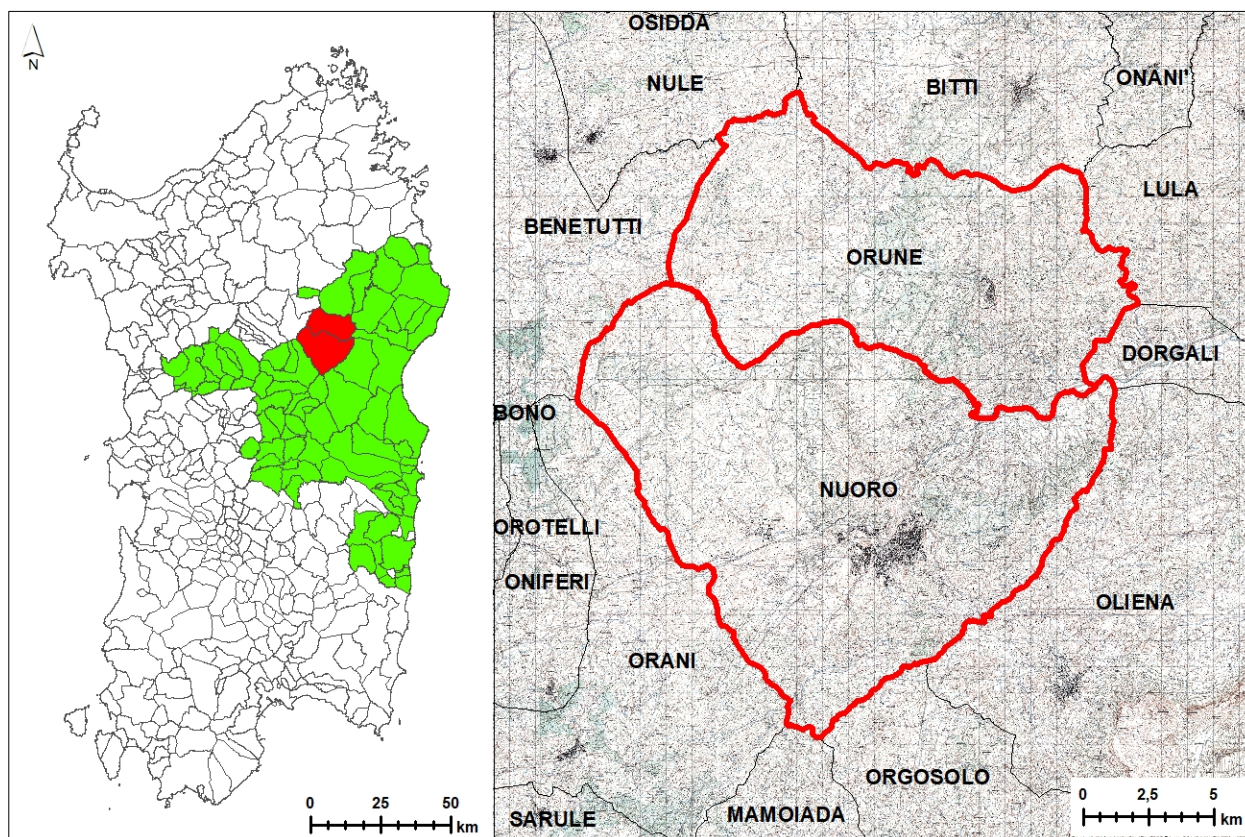 N
0 25 50
km
OSIDDA
NULE
BITTI
ONANI'
LULA
BENETUTTI
ORUNE
DORGALI
BONO
NUORO
OROTELLI
ONIFERI
OLIENA
ORANI
ORGOSOLO
MAMOIADA
SARULE
0 2,5 5
km